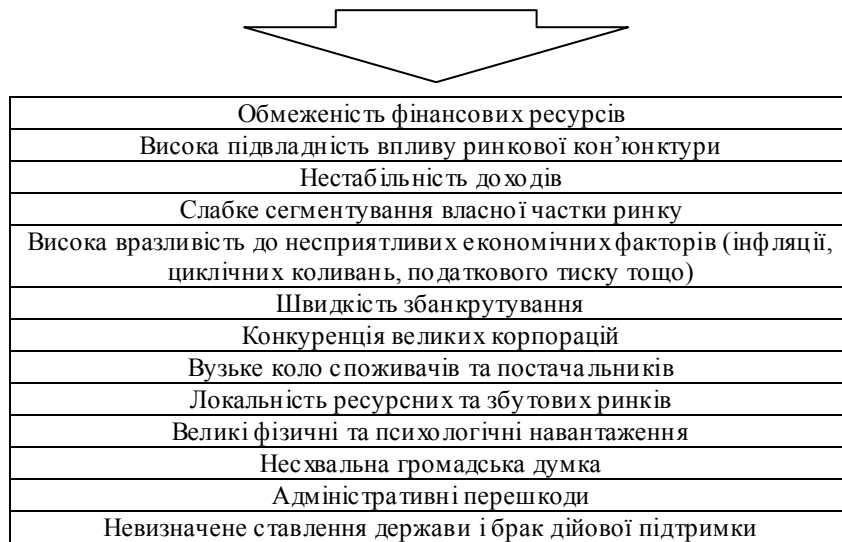 Обмеженість фінансових ресурсів
Висока підвладність впливу ринкової кон’юнктури
Нестабільність доходів
Слабке сегментування власної частки ринку
Висока вразливість до несприятливих економічних факторів (інфляції,
циклічних коливань, податкового тиску тощо)
Швидкість збанкрутування
Конкуренція великих корпорацій
Вузьке коло споживачів та постачальників
Локальність ресурсних та збутових ринків
Великі фізичні та психологічні навантаження
Несхвальна громадська думка
Адміністративні перешкоди
Невизначене ставлення держави і брак дійової підтримки